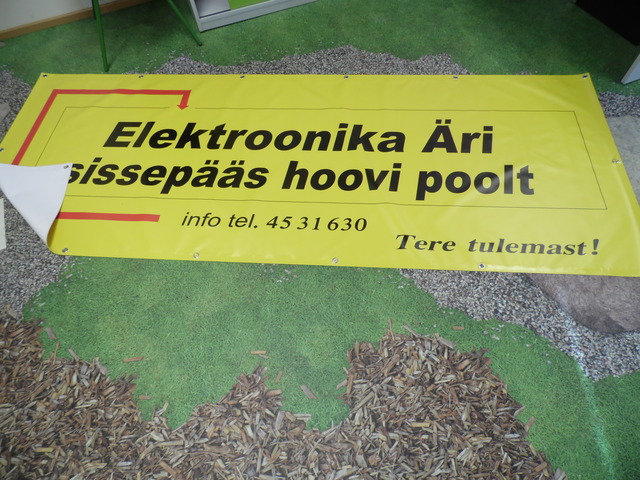 Elektroonika Äri
sissepääs hoovi poolt
info tel. 45 31 630
Tere tulemast!